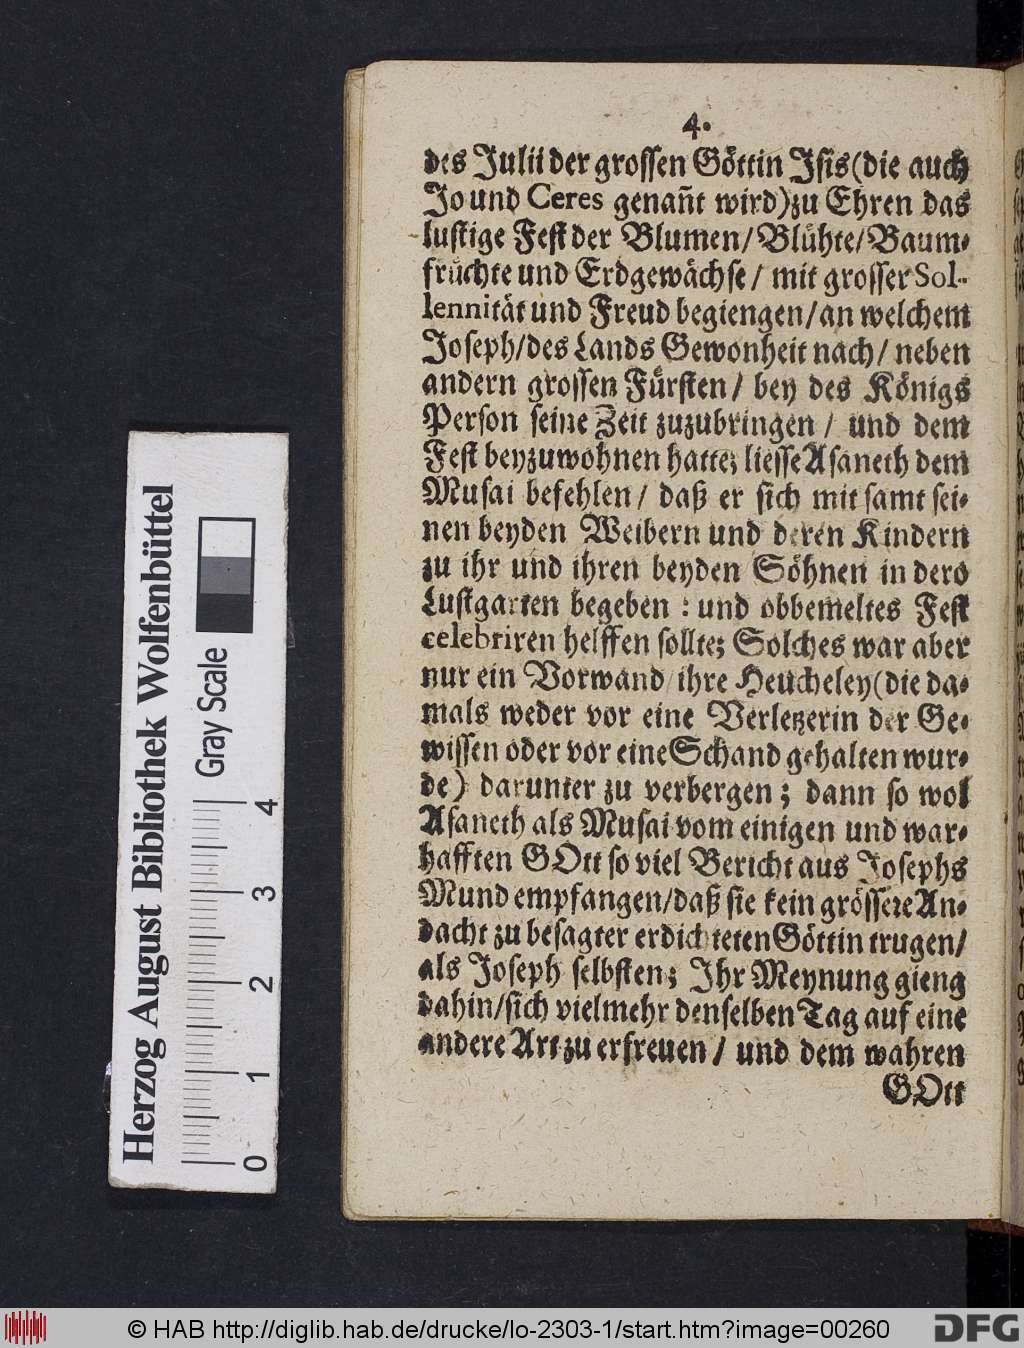 4.
des Julii der grossen Göttin Isis (die auch
Jo und Ceres genañt wird) zu Ehren das
lustige Fest der Blumen / Blühte / Baum-
früchte und Erdgewächse / mit grosser Sol-
lennität und Freud begiengen / an welchem
Joseph / des Lands Gewonheit nach / neben
andern grossen Fürsten / bey des Königs
Person seine Zeit zuzubringen / und dem
Fest beyzuwohnen hatte; liesse Asaneth dem
Musai befehlen / daß er sich mit samt sei-
nen beyden Weibern und deren Kindern
zu ihr und ihren beyden Söhnen in dero
Lustgarten begeben : und obbemeltes Fest
celebriren helffen sollte; Solches war aber
nur ein Vorwand / ihre Heucheley (die da-
mals weder vor eine Verletzerin der Ge-
wissen oder vor eine Schand gehalten wur-
de) darunter zu verbergen ; dann so wol
Asaneth als Musai vom einigen und war-
hafften GOtt so viel Bericht aus Josephs
Mund empfangen / daß sie kein grössere An-
dacht zu besagter erdichteten Göttin trugen /
als Joseph selbsten; Ihr Meynung gieng
dahin / sich vielmehr denselben Tag auf eine
andere Art zu erfreuen / und dem wahren
GOtt
Herzog August Bibliothek Wolfenbüttel
Gray Scale
0 1 2 3 4
© HAB http://diglib.hab.de/drucke/lo-2303-1/start.htm?image=00260
DFG